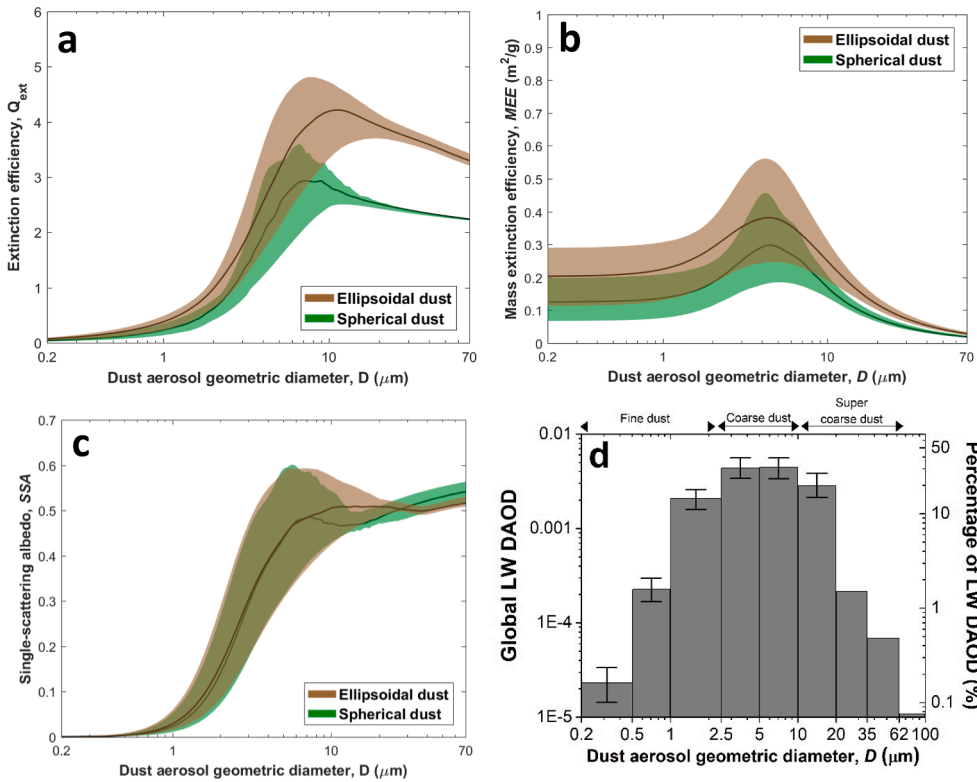 a
Extinction efficiency, Q_ext
6
5
4
3
2
1
0
Ellipsoidal dust
Spherical dust
0.2 1 10 70
Dust aerosol geometric diameter, D (μm)
b
Mass extinction efficiency, MEE (m²/g)
1
0.9
0.8
0.7
0.6
0.5
0.4
0.3
0.2
0.1
0
Ellipsoidal dust
Spherical dust
0.2 1 10 70
Dust aerosol geometric diameter, D (μm)
c
Single-scattering albedo, SSA
0.7
0.6
0.5
0.4
0.3
0.2
0.1
0
Ellipsoidal dust
Spherical dust
0.2 1 10 70
Dust aerosol geometric diameter, D (μm)
Fine dust
Coarse dust
Super
coarse dust
d
Global LW DAOD
0.01
0.001
1E-4
1E-5
50
10
1
0.1
Percentage of LW DAOD (%)
0.2 0.5 1 2.5 5 10 20 35 62 100
Dust aerosol geometric diameter, D (μm)